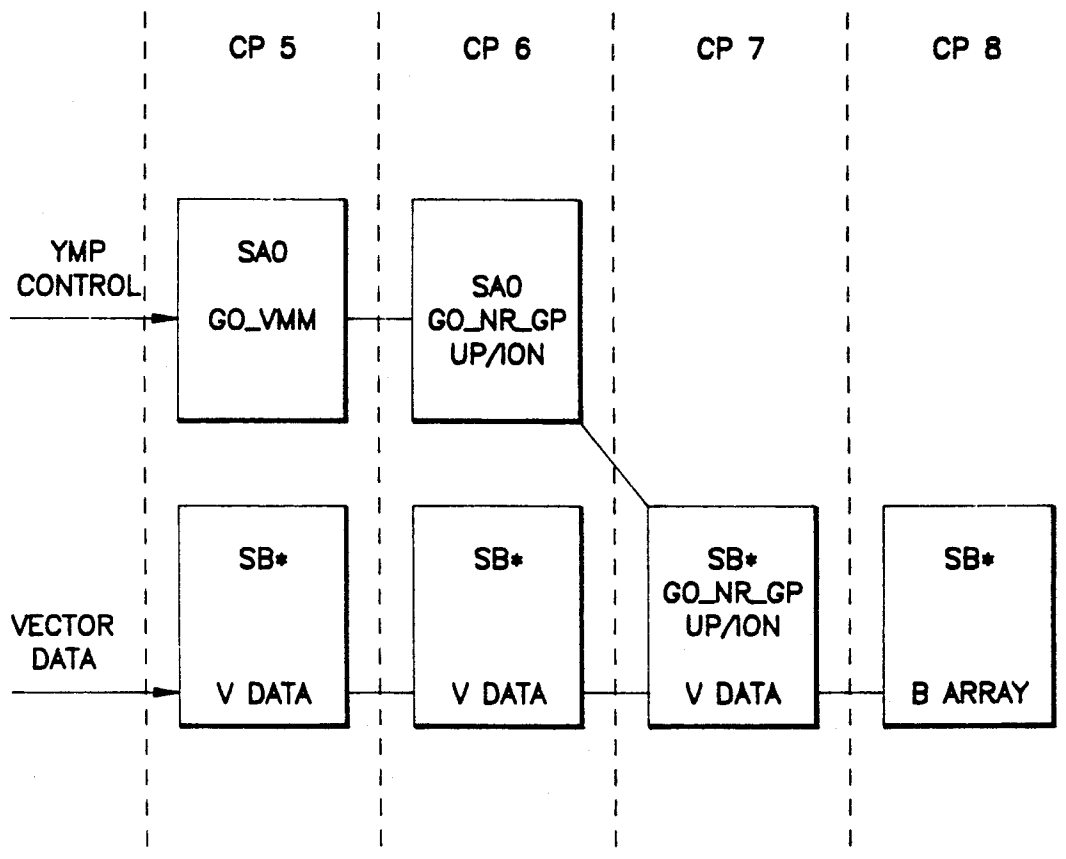 CP 5
CP 6
CP 7
CP 8
YMP
CONTROL
SA0
GO_VMM
SA0
GO_NR_GP
UP/ION
VECTOR
DATA
SB*
V DATA
SB*
V DATA
SB*
GO_NR_GP
UP/ION
V DATA
SB*
B ARRAY